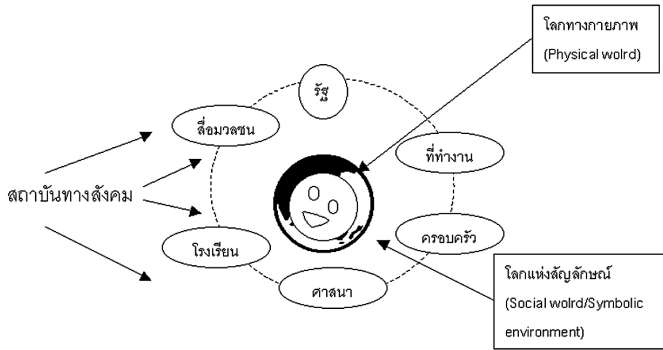 โลกทางกายภาพ
(Physical wolrd)
รัฐ
สื่อมวลชน
ที่ทำงาน
สถาบันทางสังคม
โรงเรียน
ครอบครัว
ศาสนา
โลกแห่งสัญลักษณ์
(Social wolrd/Symbolic
environment)